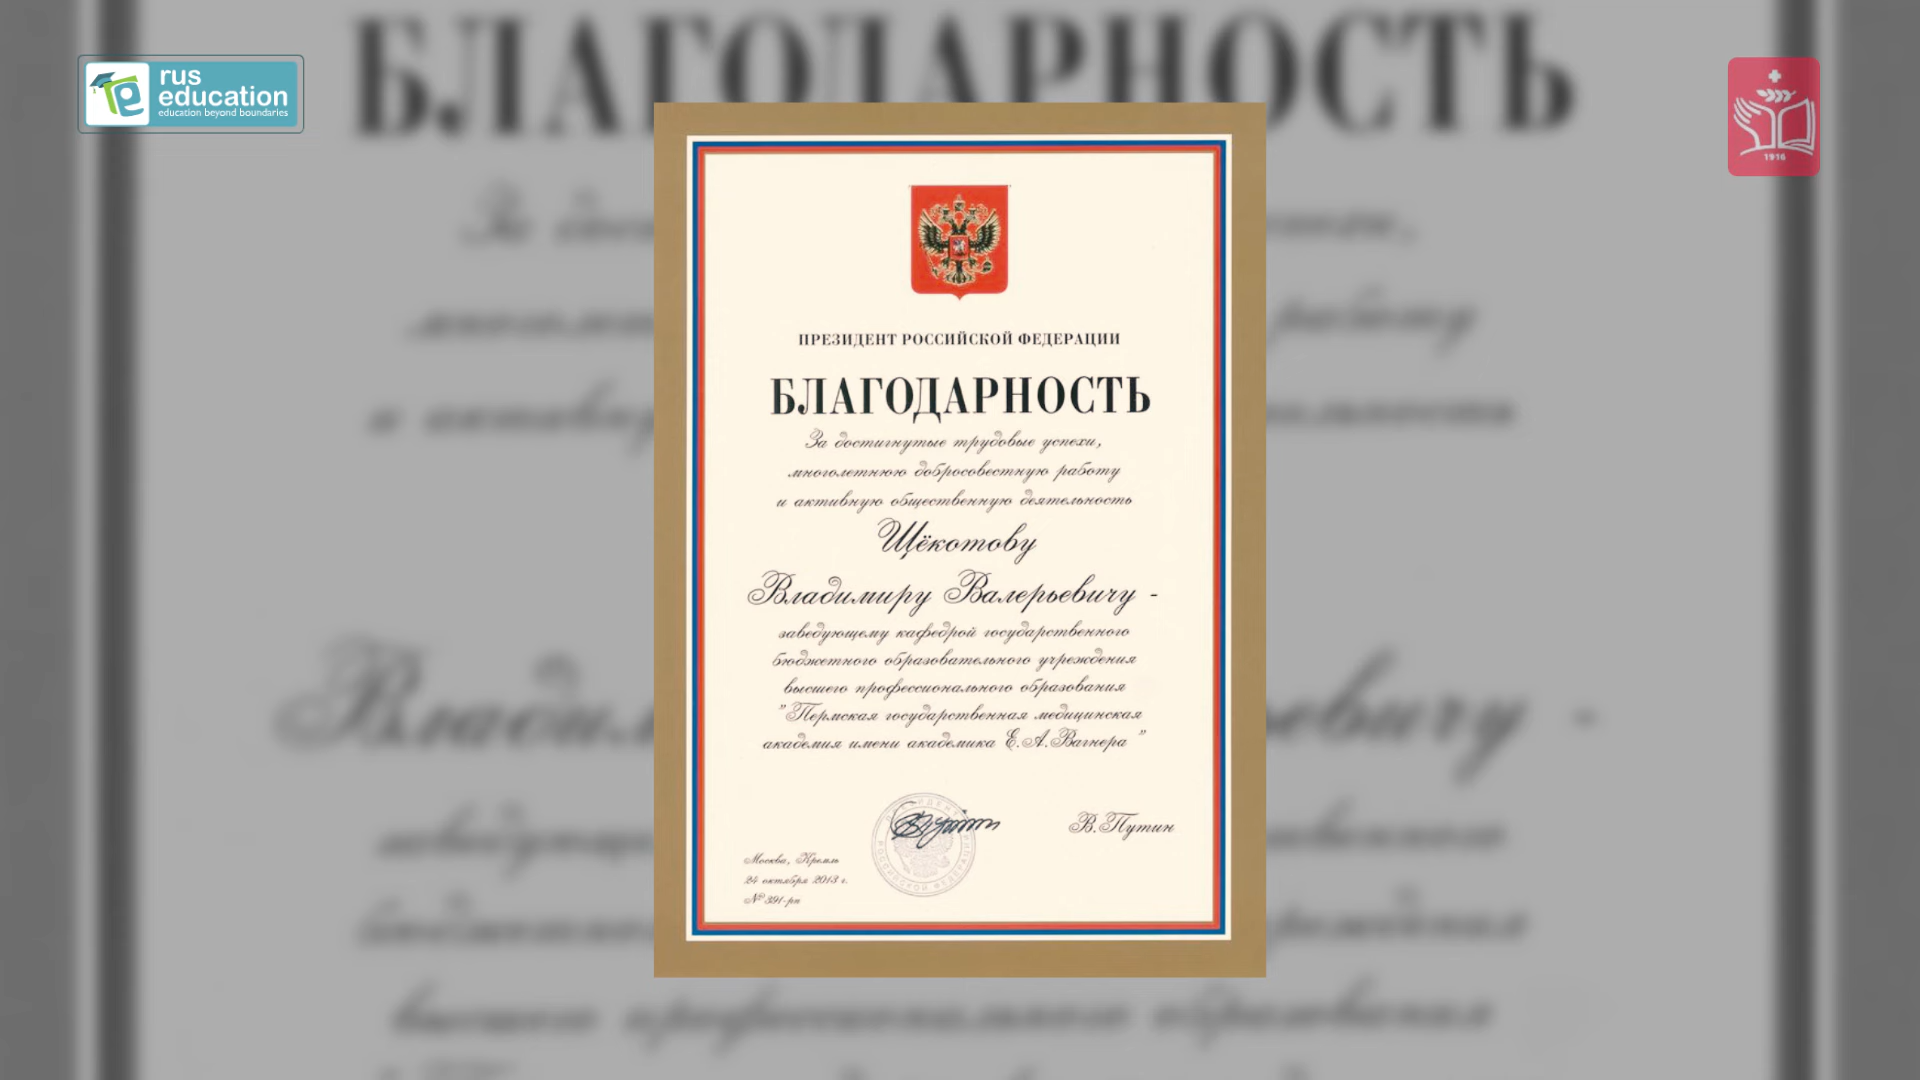 rus
education
education beyond boundaries
1916
ПРЕЗИДЕНТ РОССИЙСКОЙ ФЕДЕРАЦИИ
БЛАГОДАРНОСТЬ
За достигнутые трудовые успехи,
многолетнюю добросовестную работу
и активную общественную деятельность
Щёкотову
Владимиру Валерьевичу -
заведующему кафедрой государственного
бюджетного образовательного учреждения
высшего профессионального образования
"Пермская государственная медицинская
академия имени академика Е.А.Вагнера"
В.Путин
Москва, Кремль
24 октября 2013 г.
№ 391-рп